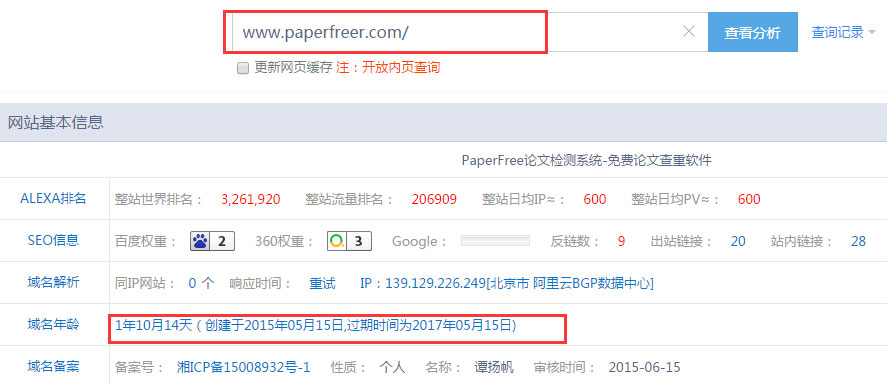 www.paperfreer.com/ 查看分析 查询记录
更新网页缓存 注：开放内页查询
网站基本信息
PaperFree论文检测系统-免费论文查重软件
ALEXA排名 整站世界排名： 3,261,920 整站流量排名： 206909 整站日均IP≈： 600 整站日均PV≈： 600
SEO信息 百度权重： 2 360权重： 3 Google： 反链数： 9 出站链接： 20 站内链接： 28
域名解析 同IP网站： 0 个 响应时间： 重试 IP：139.129.226.249[北京市 阿里云BGP数据中心]
域名年龄 1年10月14天（创建于2015年05月15日,过期时间为2017年05月15日）
域名备案 备案号： 湘ICP备15008932号-1 性质： 个人 名称： 谭扬帆 审核时间： 2015-06-15